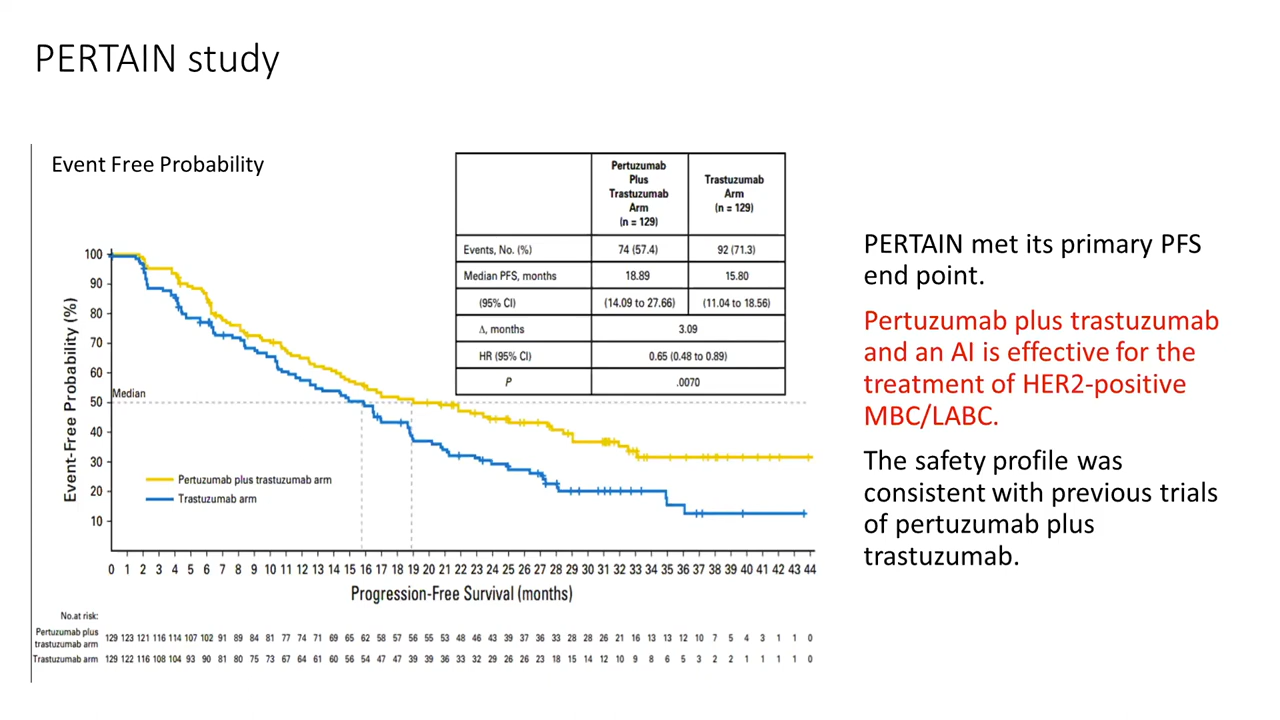 PERTAIN study
Event Free Probability
Pertuzumab
Plus
Trastuzumab
Arm
(n = 129)
Trastuzumab
Arm
(n = 129)
Events, No. (%) 74 (57.4) 92 (71.3)
Median PFS, months 18.89 15.80
(95% CI) (14.09 to 27.66) (11.04 to 18.56)
Δ, months 3.09
HR (95% CI) 0.65 (0.48 to 0.89)
P .0070
Event-Free Probability (%)
100
90
80
70
60
50
40
30
20
10
Median
Pertuzumab plus trastuzumab arm
Trastuzumab arm
0 1 2 3 4 5 6 7 8 9 10 11 12 13 14 15 16 17 18 19 20 21 22 23 24 25 26 27 28 29 30 31 32 33 34 35 36 37 38 39 40 41 42 43 44
Progression-Free Survival (months)
No.at risk:
Pertuzumab plus
trastuzumab arm 129 123 121 116 114 107 102 91 89 84 81 77 74 71 69 65 62 58 57 56 55 53 48 46 43 39 37 36 33 28 28 26 21 16 13 13 12 10 7 5 4 3 1 1 0
Trastuzumab arm 129 122 116 108 104 93 90 81 80 75 73 67 64 61 60 56 54 47 47 39 39 36 33 32 29 26 26 23 18 15 14 12 10 9 8 6 5 3 2 2 1 1 1 1 0
PERTAIN met its primary PFS
end point.
Pertuzumab plus trastuzumab
and an AI is effective for the
treatment of HER2-positive
MBC/LABC.
The safety profile was
consistent with previous trials
of pertuzumab plus
trastuzumab.